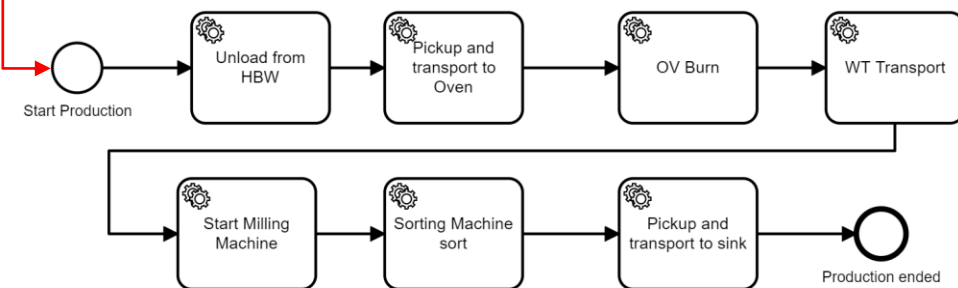 Start Production
Unload from
HBW
Pickup and
transport to
Oven
OV Burn
WT Transport
Start Milling
Machine
Sorting Machine
sort
Pickup and
transport to sink
Production ended